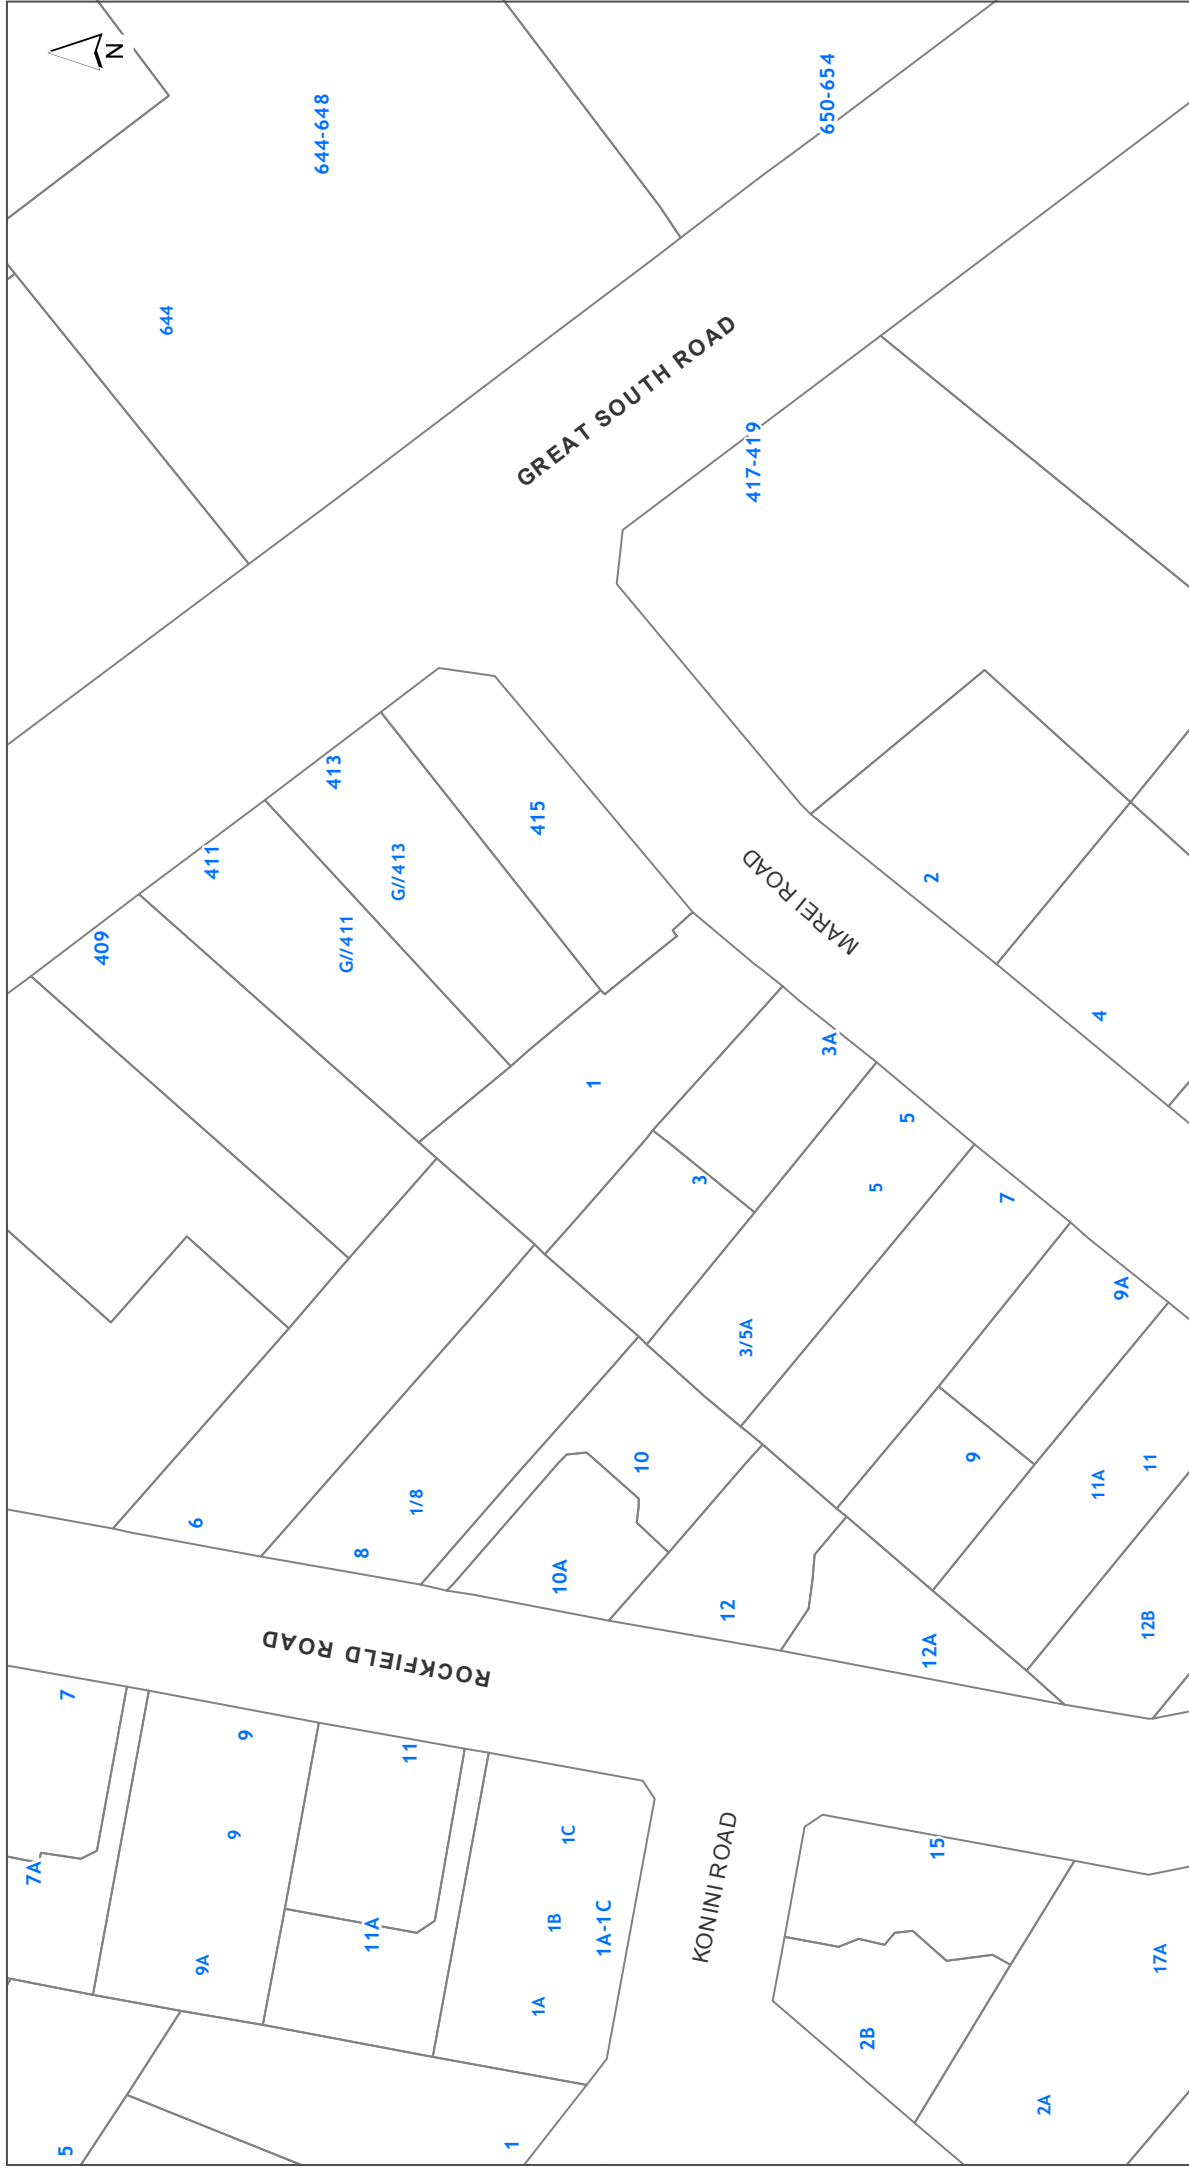 N
644-648
650-654
644
GREAT SOUTH ROAD
417-419
413
415
411
G//413
G//411
409
MAREI ROAD
2
4
1
3A
3
5
5
7
3/5A
9A
9
11A
11
6
1/8
8
10
10A
12
12A
12B
ROCKFIELD ROAD
7
7A
9
9
9A
11
11A
1C
1B
1A-1C
1A
KONINI ROAD
15
17A
2B
2A
5
1